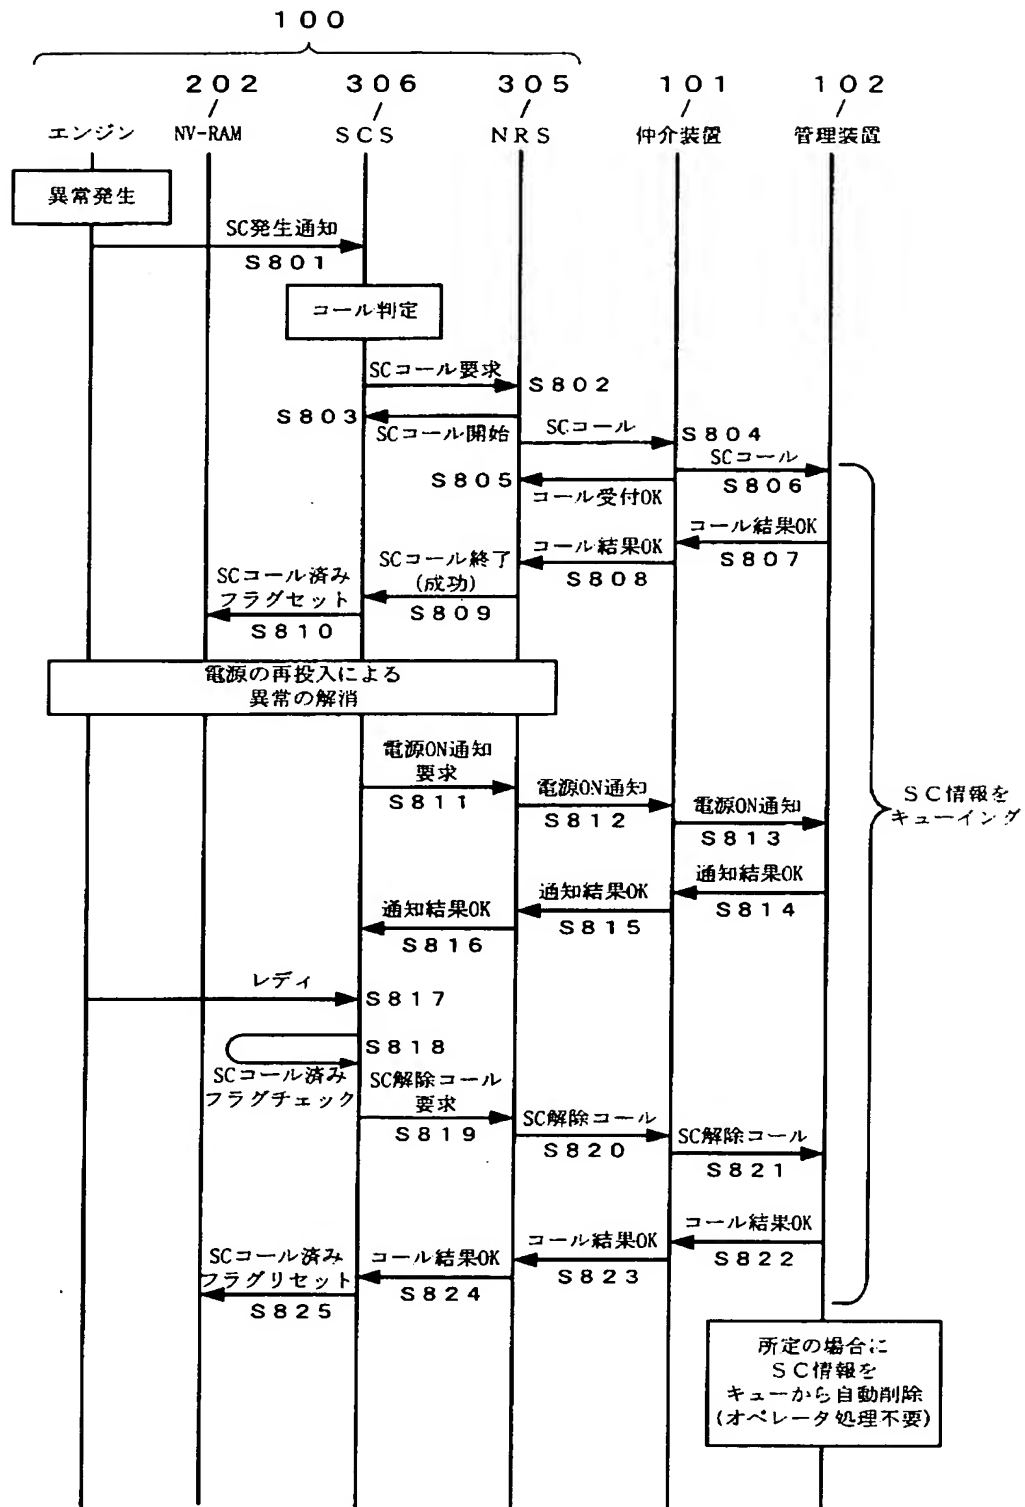 100
202
306
305
101
102
エンジン
NV-RAM
SCS
NRS
仲介装置
管理装置
異常発生
SC発生通知
S801
コール判定
SCコール要求
S802
S803
SCコール開始
SCコール
S804
SCコール
S805
コール受付OK
S806
コール結果OK
S807
コール結果OK
S808
SCコール終了
(成功)
S809
SCコール済み
フラグセット
S810
電源の再投入による
異常の解消
電源ON通知
要求
S811
電源ON通知
S812
電源ON通知
S813
SC情報を
キューイング
通知結果OK
S814
通知結果OK
S815
通知結果OK
S816
レディ
S817
S818
SCコール済み
フラグチェック
SC解除コール
要求
S819
SC解除コール
S820
SC解除コール
S821
コール結果OK
S822
コール結果OK
S823
コール結果OK
S824
SCコール済み
フラグリセット
S825
所定の場合に
SC情報を
キューから自動削除
(オペレータ処理不要)